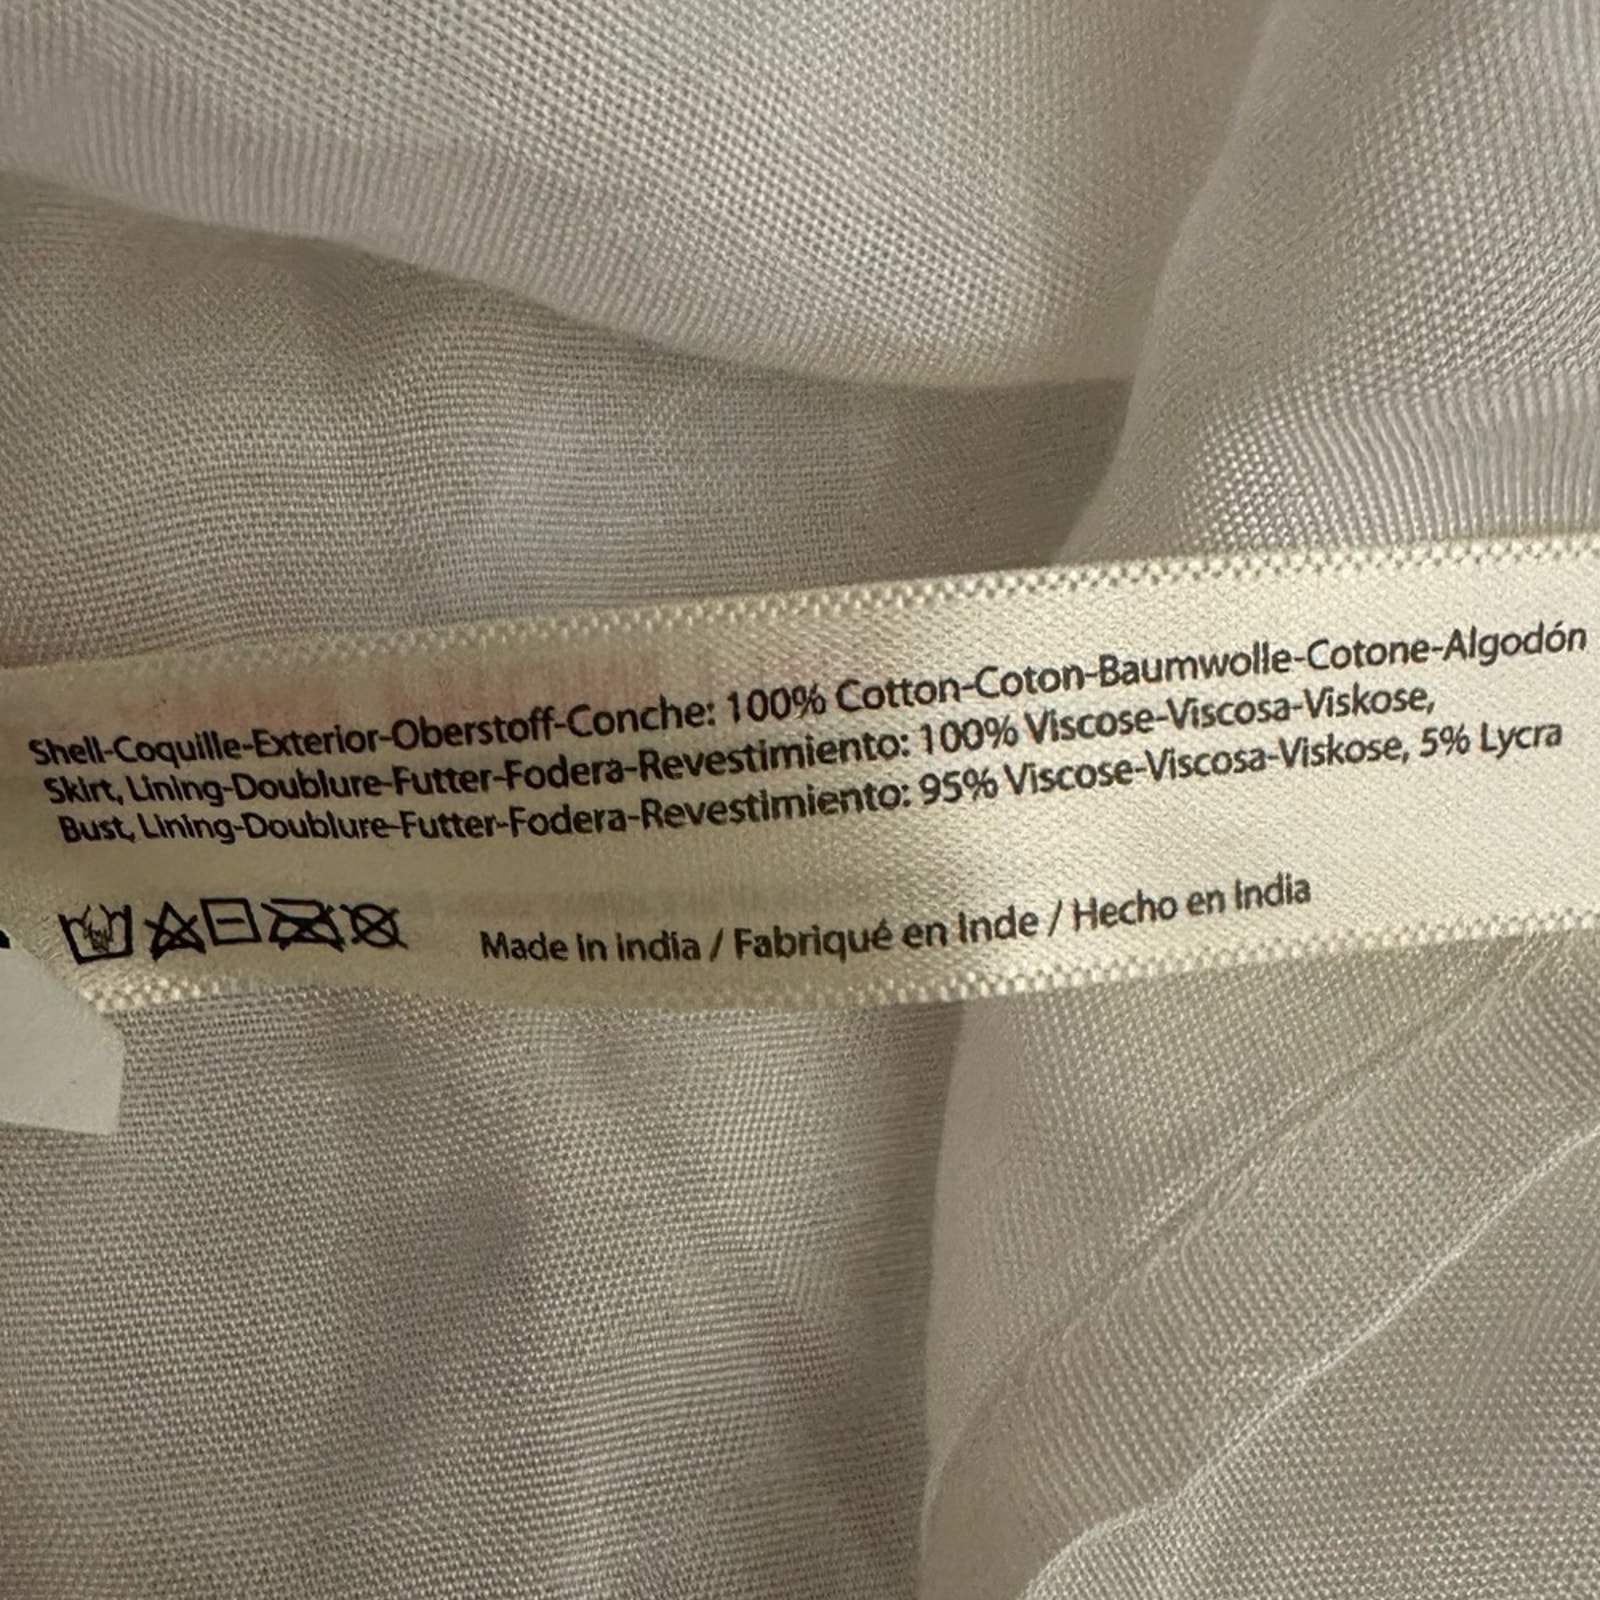 Shell-Coquille-Exterior-Oberstoff-Conche: 100% Cotton-Coton-Baumwolle-Cotone-Algodón
Skirt, Lining-Doublure-Futter-Fodera-Revestimiento: 100% Viscose-Viscosa-Viskose,
Bust, Lining-Doublure-Futter-Fodera-Revestimiento: 95% Viscose-Viscosa-Viskose, 5% Lycra
Made in india / Fabriqué en Inde / Hecho en India